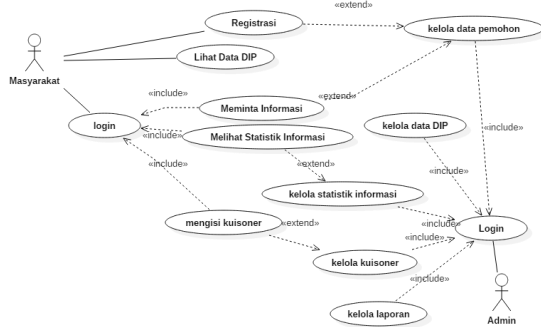 «extend»
Registrasi
kelola data pemohon
Lihat Data DIP
Masyarakat
«include»
«extend»
Meminta Informasi
login
kelola data DIP
«include»
«include»
Melihat Statistik Informasi
«include»
«extend»
«include»
kelola statistik informasi
mengisi kuisoner
«extend»
«include»
Login
«include»
kelola kuisoner
«include»
kelola laporan
Admin